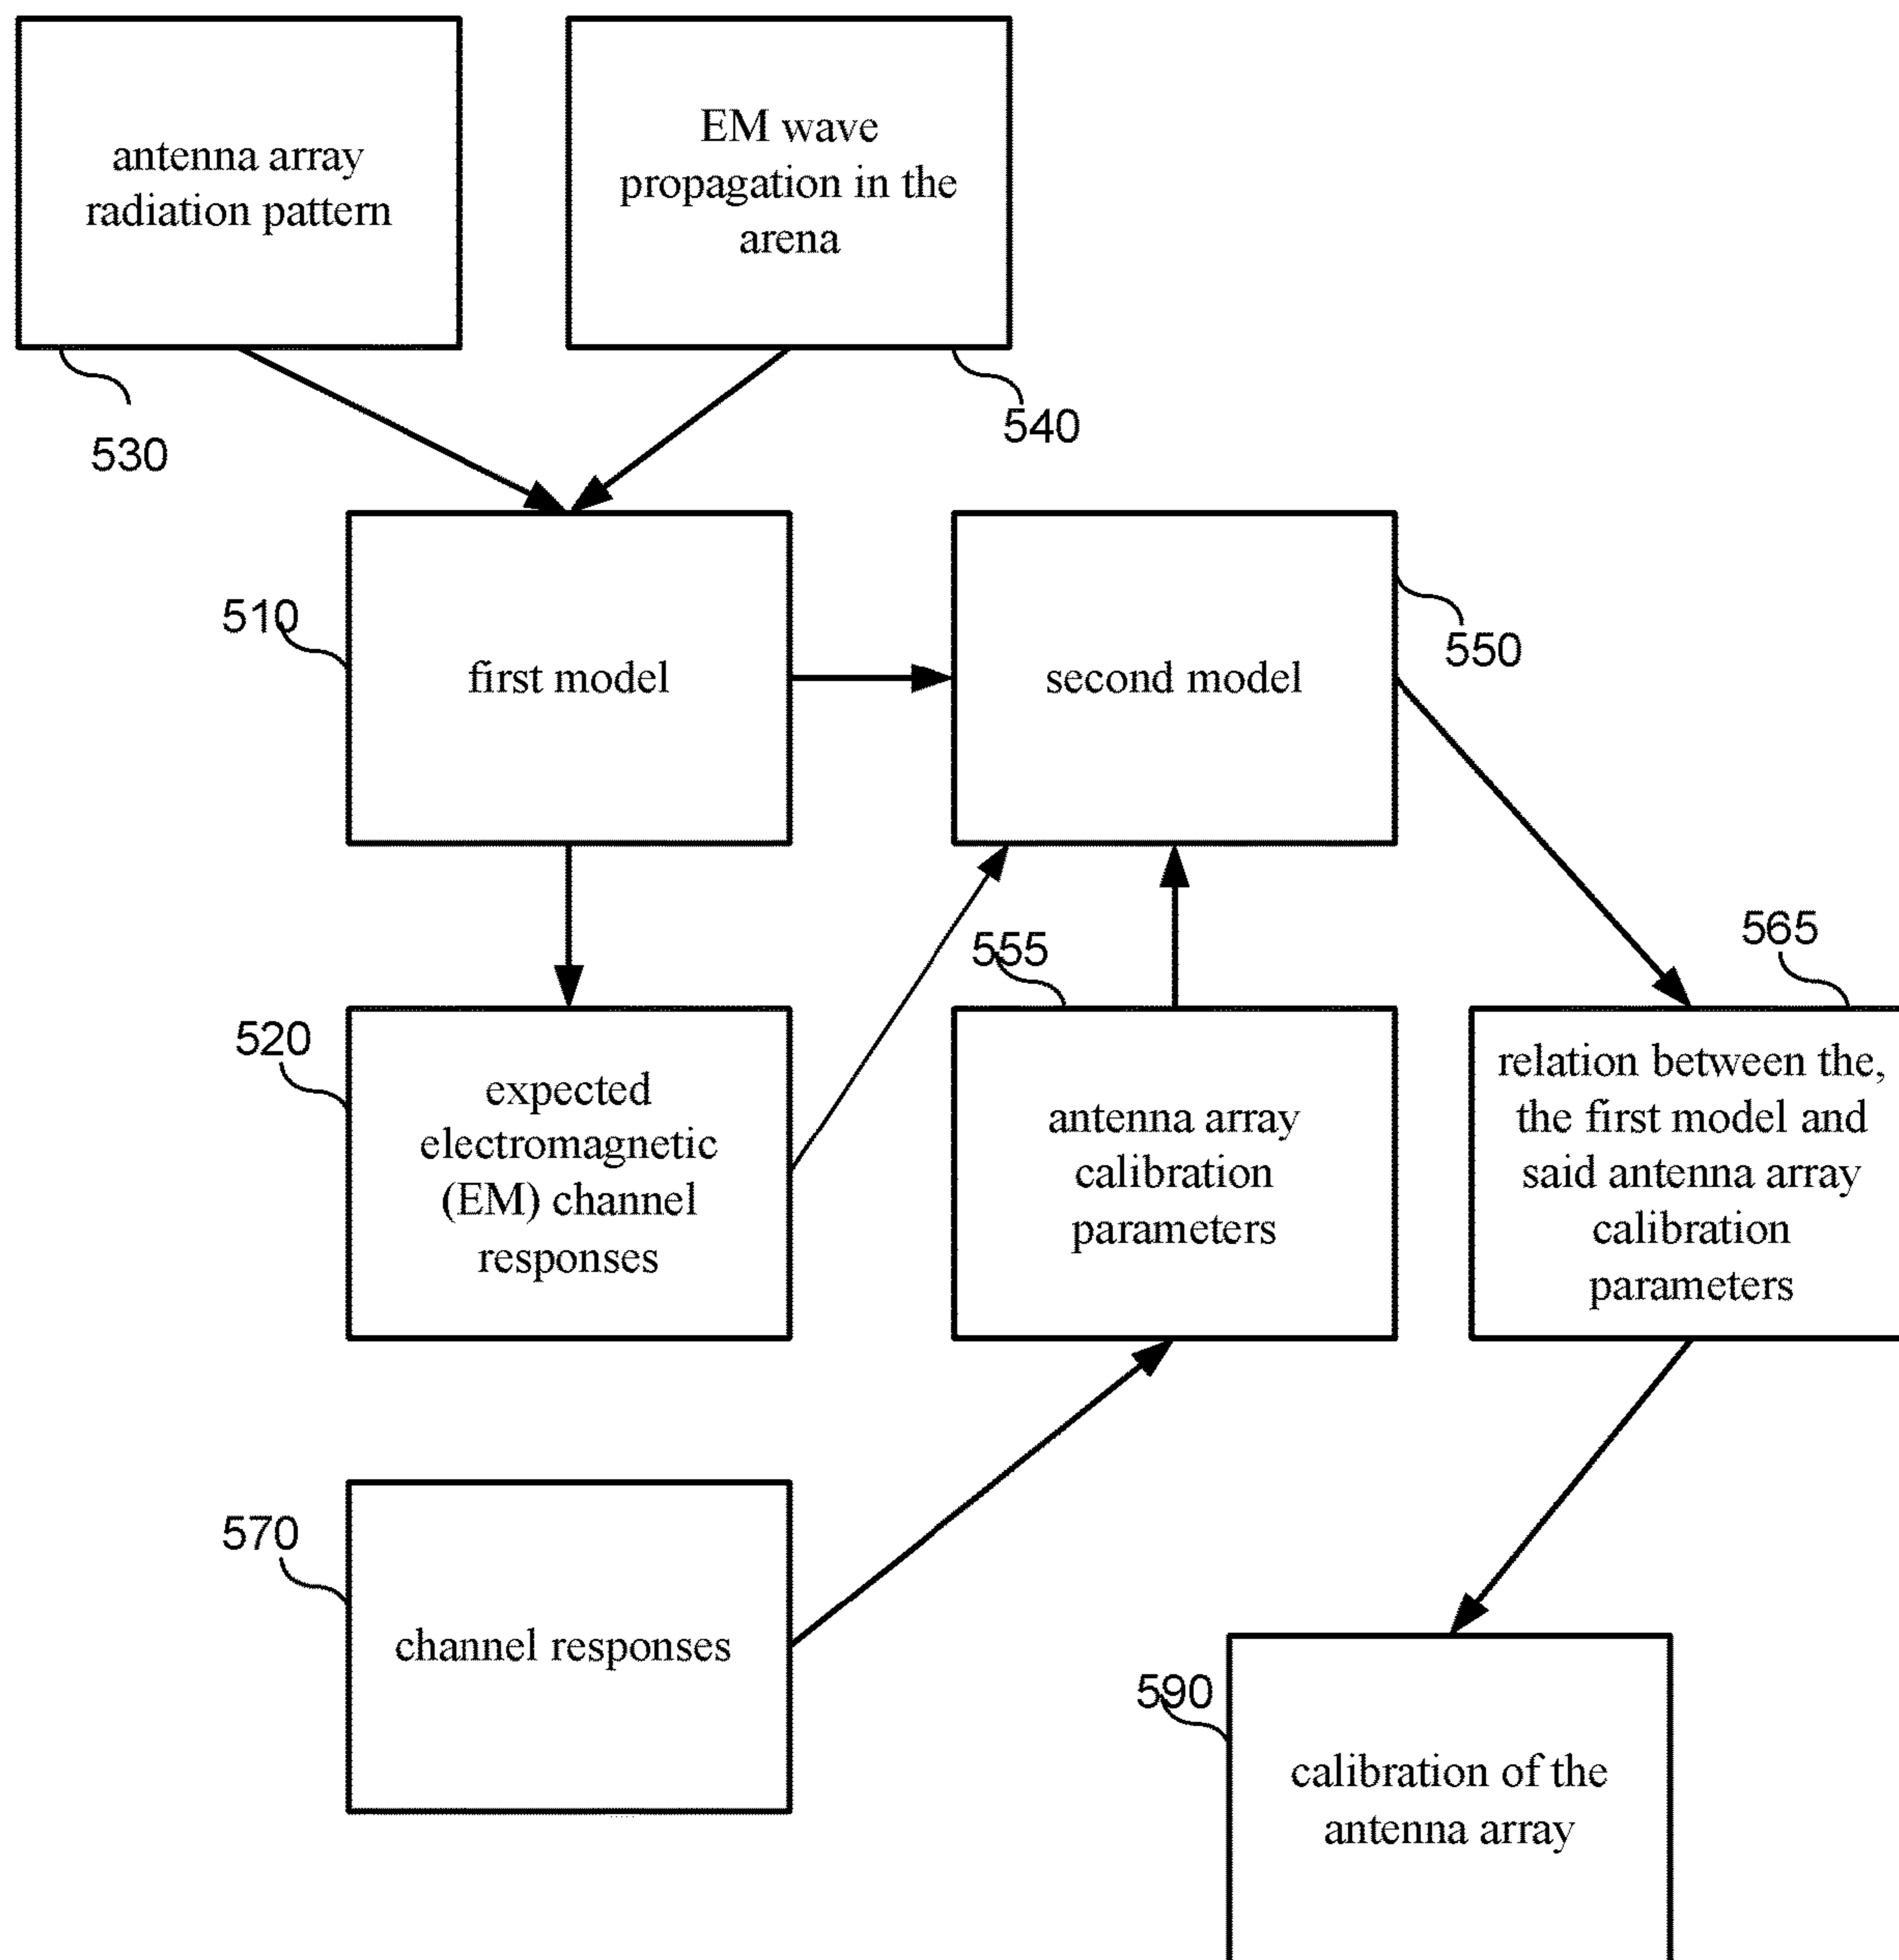 antenna array
radiation pattern
EM wave
propagation in the
arena
530
540
510
first model
second model
550
520
expected
electromagnetic
(EM) channel
responses
555
antenna array
calibration
parameters
565
relation between the,
the first model and
said antenna array
calibration
parameters
570
channel responses
590
calibration of the
antenna array